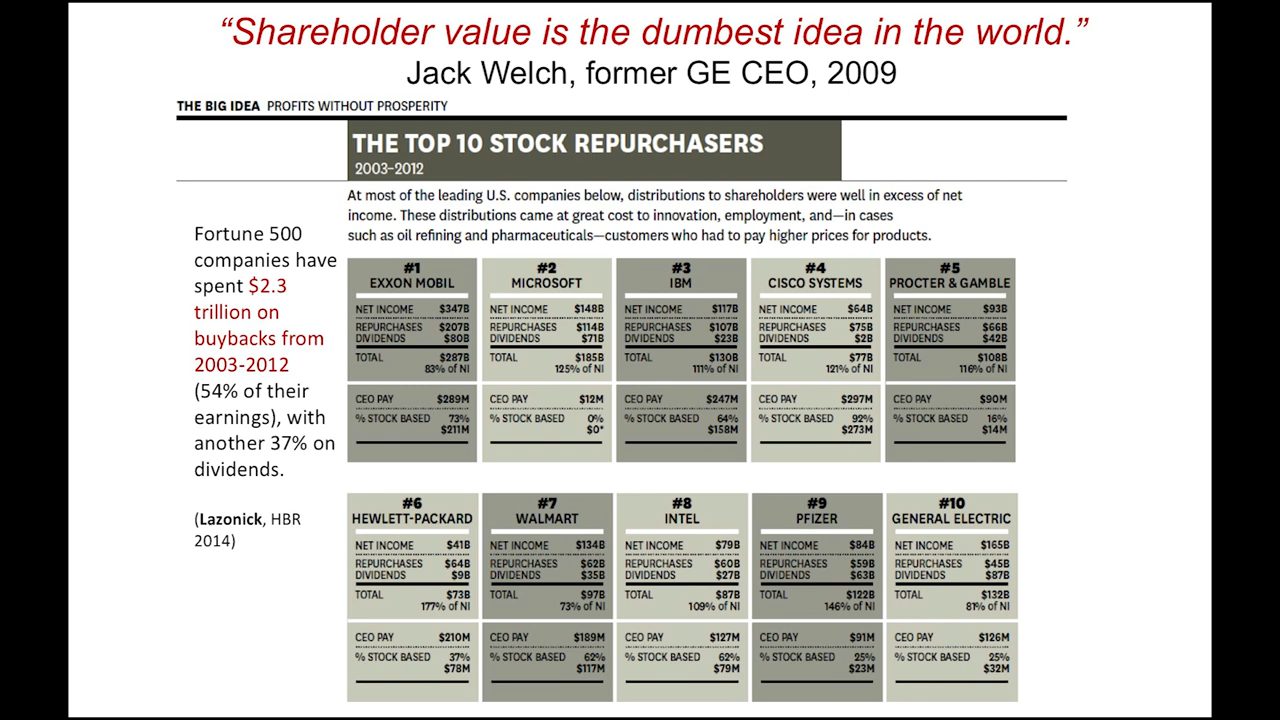 “Shareholder value is the dumbest idea in the world.”
Jack Welch, former GE CEO, 2009
THE BIG IDEA PROFITS WITHOUT PROSPERITY
THE TOP 10 STOCK REPURCHASERS
2003–2012
At most of the leading U.S. companies below, distributions to shareholders were well in excess of net
income. These distributions came at great cost to innovation, employment, and—in cases
such as oil refining and pharmaceuticals—customers who had to pay higher prices for products.
Fortune 500
companies have
spent $2.3
trillion on
buybacks from
2003-2012
(54% of their
earnings), with
another 37% on
dividends.
(Lazonick, HBR
2014)
#1
EXXON MOBIL
NET INCOME $347B
REPURCHASES $207B
DIVIDENDS $80B
TOTAL $287B
83% of NI
CEO PAY $289M
% STOCK BASED 73%
$211M
#2
MICROSOFT
NET INCOME $148B
REPURCHASES $114B
DIVIDENDS $71B
TOTAL $185B
125% of NI
CEO PAY $12M
% STOCK BASED 0%
$0*
#3
IBM
NET INCOME $117B
REPURCHASES $107B
DIVIDENDS $23B
TOTAL $130B
111% of NI
CEO PAY $247M
% STOCK BASED 64%
$158M
#4
CISCO SYSTEMS
NET INCOME $64B
REPURCHASES $75B
DIVIDENDS $2B
TOTAL $77B
121% of NI
CEO PAY $297M
% STOCK BASED 92%
$273M
#5
PROCTER & GAMBLE
NET INCOME $93B
REPURCHASES $66B
DIVIDENDS $42B
TOTAL $108B
116% of NI
CEO PAY $90M
% STOCK BASED 16%
$14M
#6
HEWLETT-PACKARD
NET INCOME $41B
REPURCHASES $64B
DIVIDENDS $9B
TOTAL $73B
177% of NI
CEO PAY $210M
% STOCK BASED 37%
$78M
#7
WALMART
NET INCOME $134B
REPURCHASES $62B
DIVIDENDS $35B
TOTAL $97B
73% of NI
CEO PAY $189M
% STOCK BASED 62%
$117M
#8
INTEL
NET INCOME $79B
REPURCHASES $60B
DIVIDENDS $27B
TOTAL $87B
109% of NI
CEO PAY $127M
% STOCK BASED 62%
$79M
#9
PFIZER
NET INCOME $84B
REPURCHASES $59B
DIVIDENDS $63B
TOTAL $122B
146% of NI
CEO PAY $91M
% STOCK BASED 25%
$23M
#10
GENERAL ELECTRIC
NET INCOME $165B
REPURCHASES $45B
DIVIDENDS $87B
TOTAL $132B
81% of NI
CEO PAY $126M
% STOCK BASED 25%
$32M